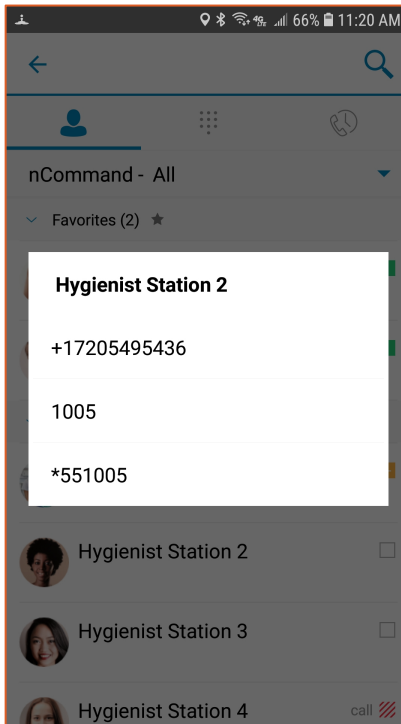 66% 11:20 AM
nCommand - All
Favorites (2)
Hygienist Station 2
+17205495436
1005
*551005
Hygienist Station 2
Hygienist Station 3
Hygienist Station 4
call